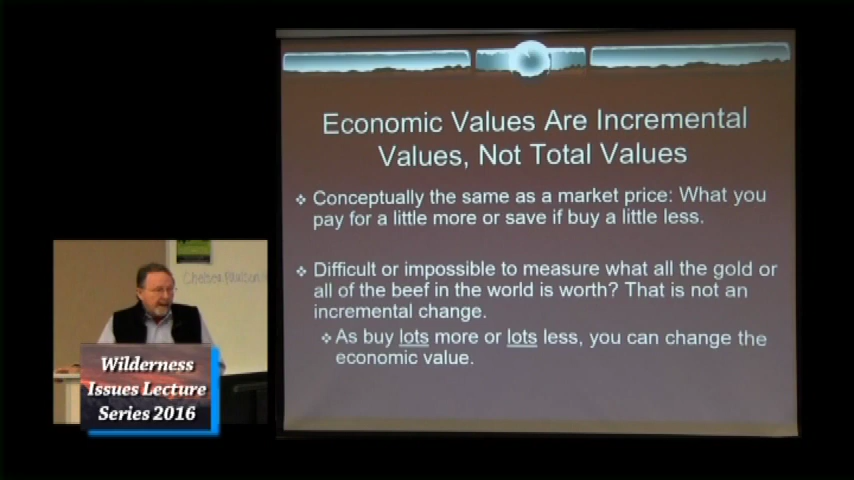 Economic Values Are Incremental
Values, Not Total Values
Conceptually the same as a market price: What you
pay for a little more or save if buy a little less.
Difficult or impossible to measure what all the gold or
all of the beef in the world is worth? That is not an
incremental change.
As buy lots more or lots less, you can change the
economic value.
Chelsea
Wilderness
Issues Lecture
Series 2016